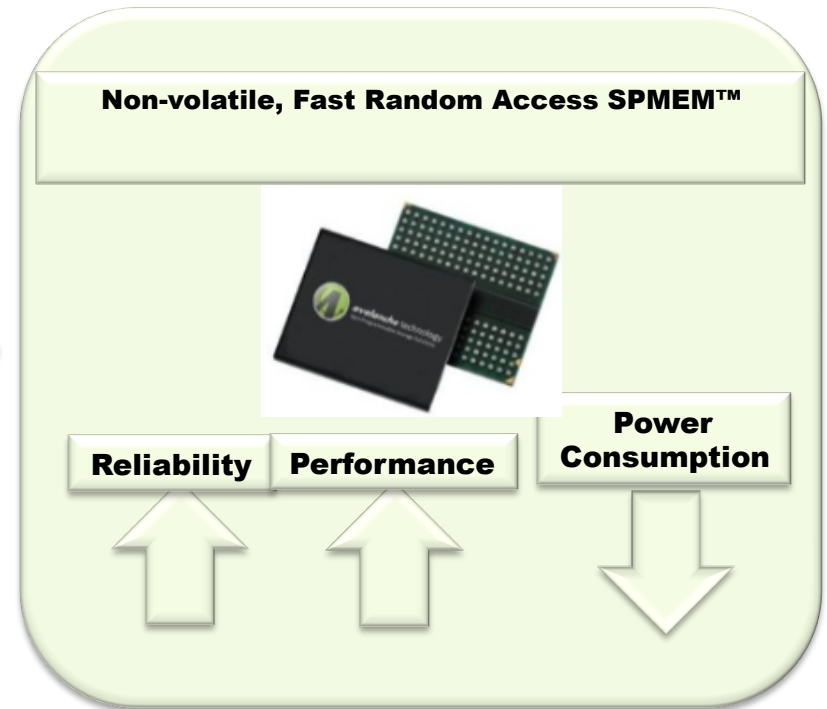 Non-volatile, Fast Random Access SPMEM™
avalanche technology
Reliability
Performance
Power
Consumption